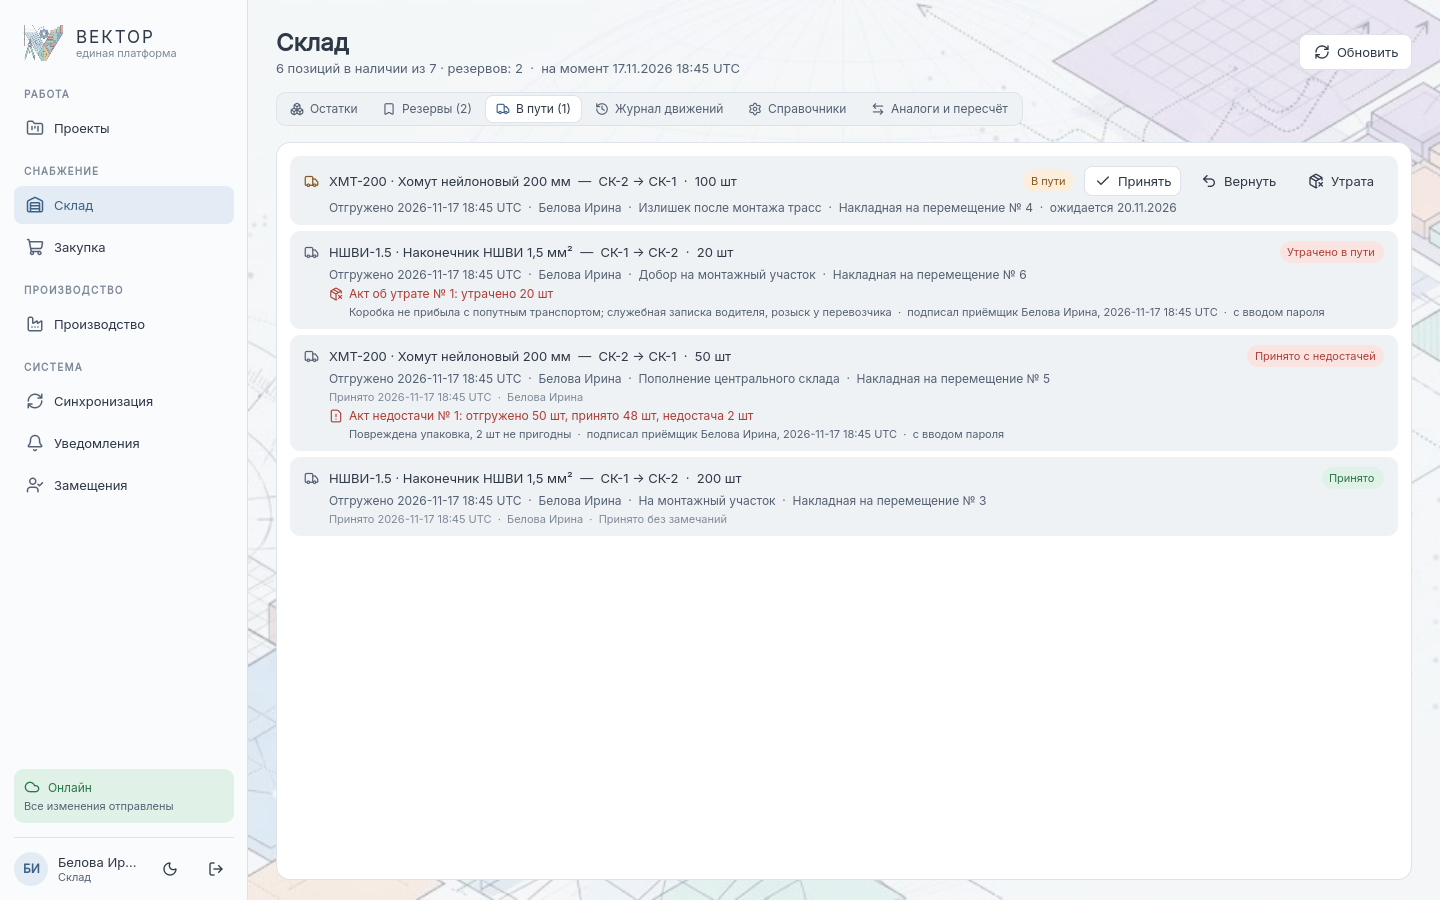 ВЕКТОР
единая платформа
РАБОТА
Проекты
СНАБЖЕНИЕ
Склад
Закупка
ПРОИЗВОДСТВО
Производство
СИСТЕМА
Синхронизация
Уведомления
Замещения
Онлайн
Все изменения отправлены
БИ
Белова Ир...
Склад
Склад
6 позиций в наличии из 7 · резервов: 2 · на момент 17.11.2026 18:45 UTC
Обновить
Остатки
Резервы (2)
В пути (1)
Журнал движений
Справочники
Аналоги и пересчёт
ХМТ-200 · Хомут нейлоновый 200 мм — СК-2 → СК-1 · 100 шт
В пути
Принять
Вернуть
Утрата
Отгружено 2026-11-17 18:45 UTC · Белова Ирина · Излишек после монтажа трасс · Накладная на перемещение № 4 · ожидается 20.11.2026
НШВИ-1.5 · Наконечник НШВИ 1,5 мм² — СК-1 → СК-2 · 20 шт
Утрачено в пути
Отгружено 2026-11-17 18:45 UTC · Белова Ирина · Добор на монтажный участок · Накладная на перемещение № 6
Акт об утрате № 1: утрачено 20 шт
Коробка не прибыла с попутным транспортом; служебная записка водителя, розыск у перевозчика · подписал приёмщик Белова Ирина, 2026-11-17 18:45 UTC · с вводом пароля
ХМТ-200 · Хомут нейлоновый 200 мм — СК-2 → СК-1 · 50 шт
Принято с недостачей
Отгружено 2026-11-17 18:45 UTC · Белова Ирина · Пополнение центрального склада · Накладная на перемещение № 5
Принято 2026-11-17 18:45 UTC · Белова Ирина
Акт недостачи № 1: отгружено 50 шт, принято 48 шт, недостача 2 шт
Повреждена упаковка, 2 шт не пригодны · подписал приёмщик Белова Ирина, 2026-11-17 18:45 UTC · с вводом пароля
НШВИ-1.5 · Наконечник НШВИ 1,5 мм² — СК-1 → СК-2 · 200 шт
Принято
Отгружено 2026-11-17 18:45 UTC · Белова Ирина · На монтажный участок · Накладная на перемещение № 3
Принято 2026-11-17 18:45 UTC · Белова Ирина · Принято без замечаний